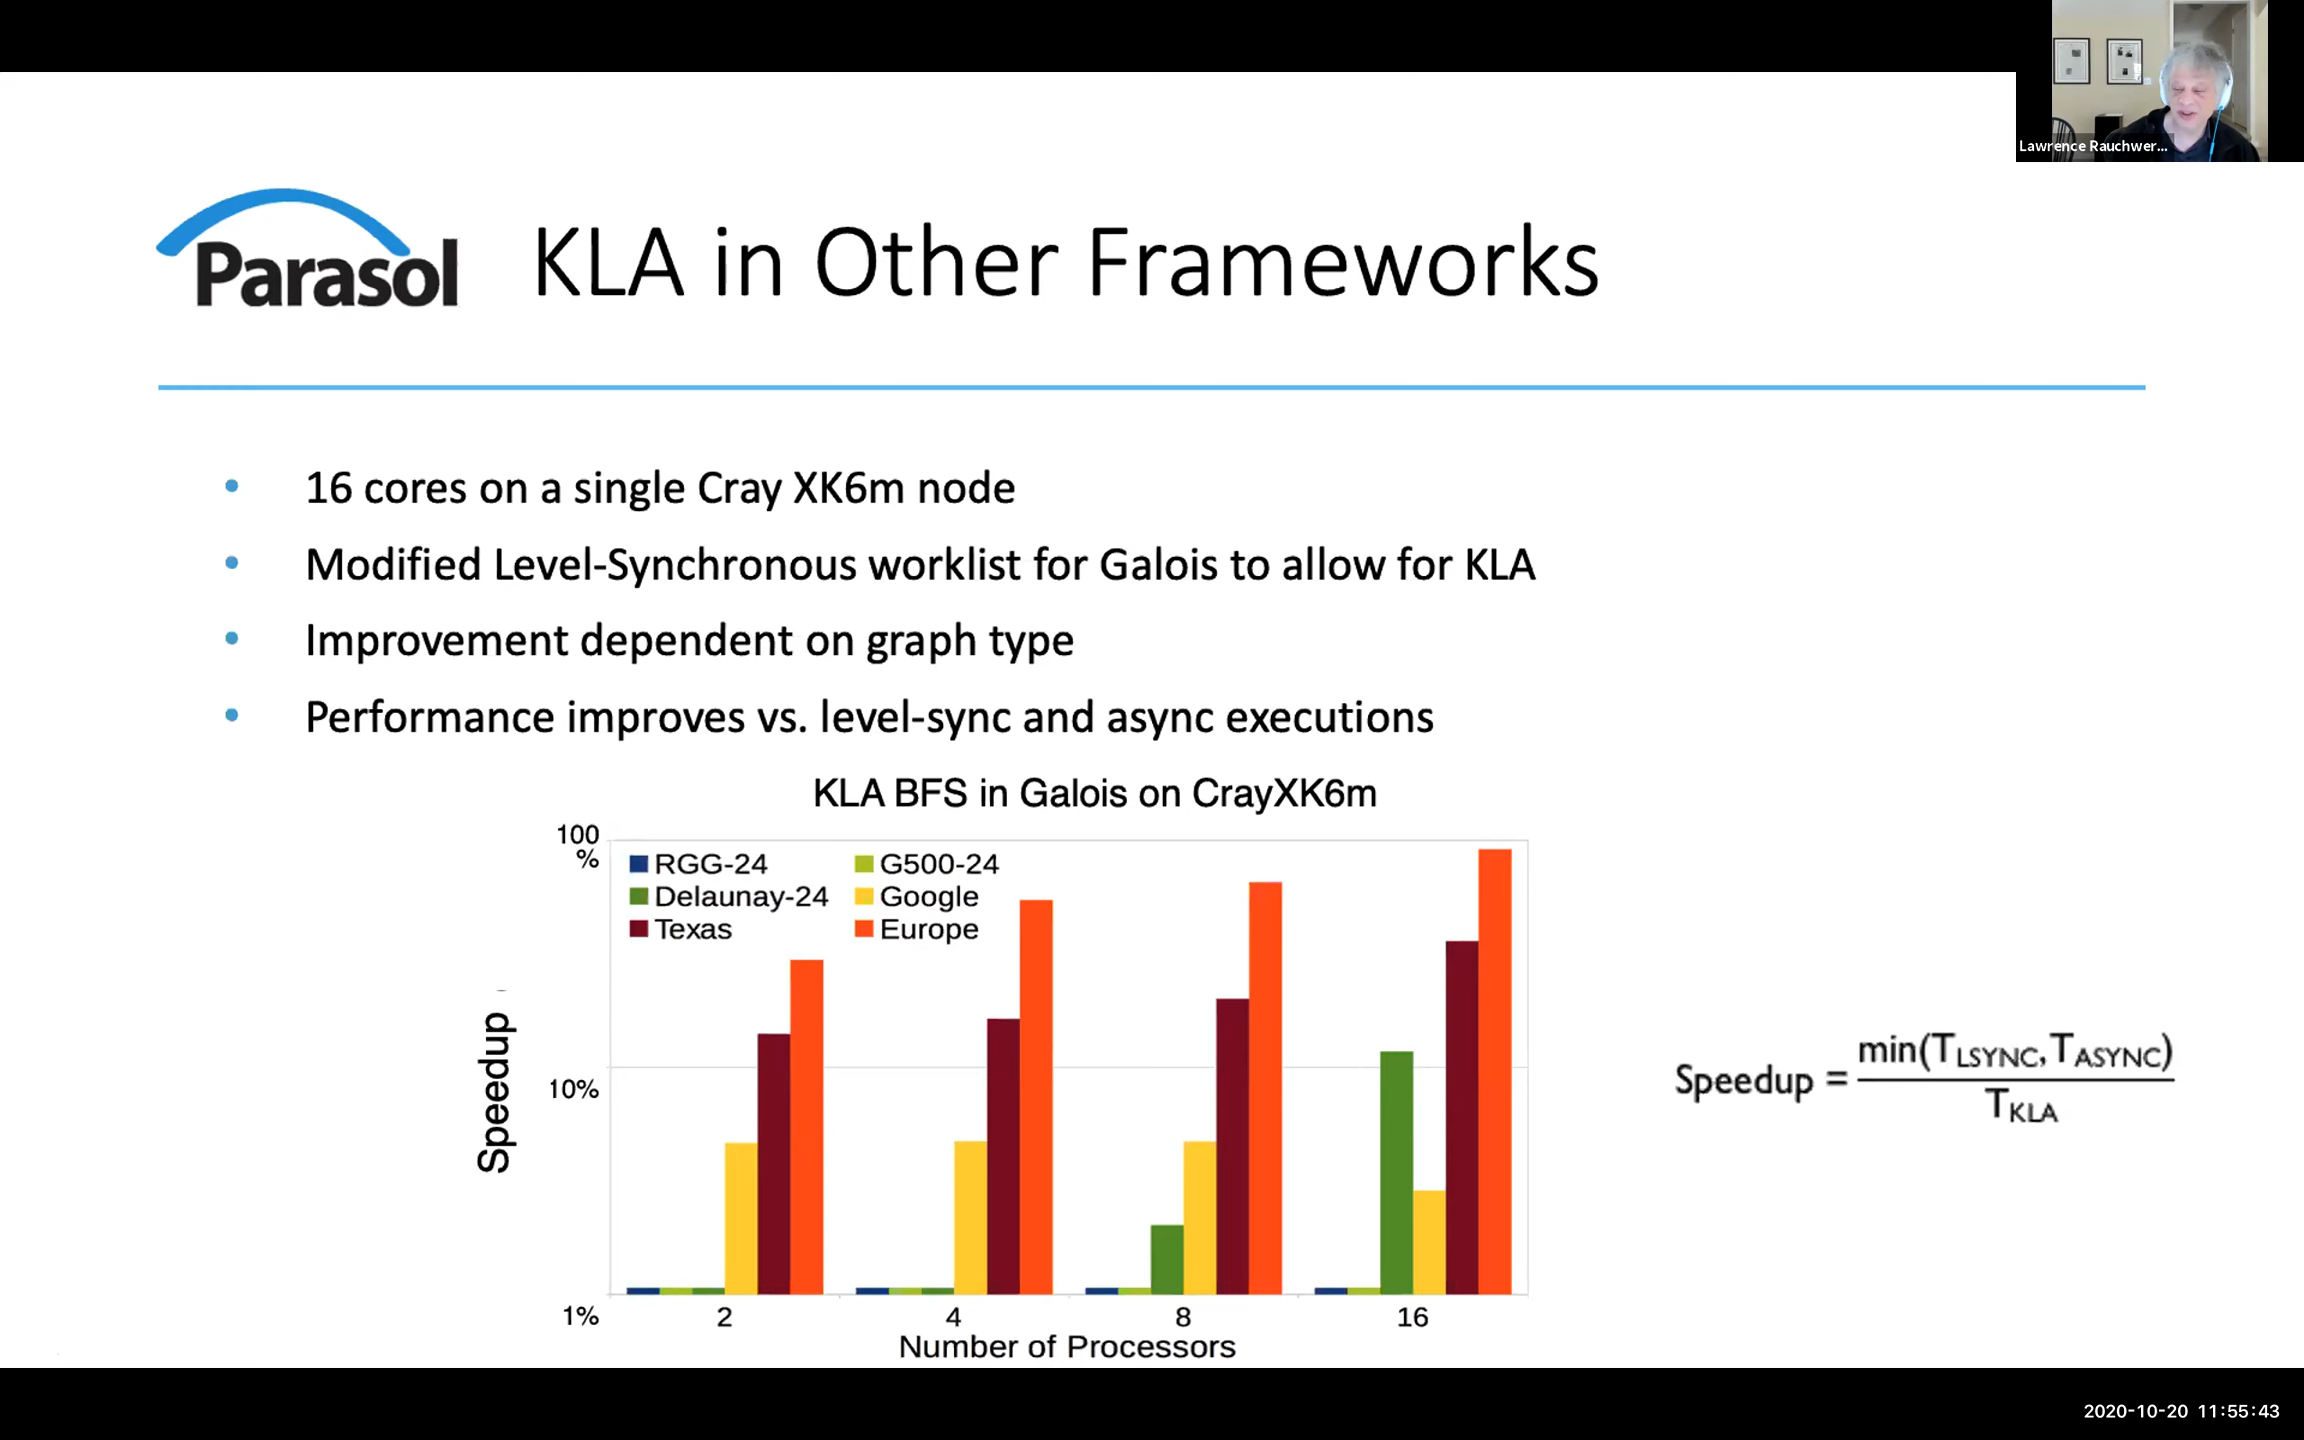 Lawrence Rauchwer...
Parasol
KLA in Other Frameworks
• 16 cores on a single Cray XK6m node
• Modified Level-Synchronous worklist for Galois to allow for KLA
• Improvement dependent on graph type
• Performance improves vs. level-sync and async executions
KLA BFS in Galois on CrayXK6m
100
%
RGG-24 G500-24
Delaunay-24 Google
Texas Europe
Speedup
10%
1%
2 4 8 16
Number of Processors
Speedup = min(TLSYNC,TASYNC)
TKLA
2020-10-20 11:55:43